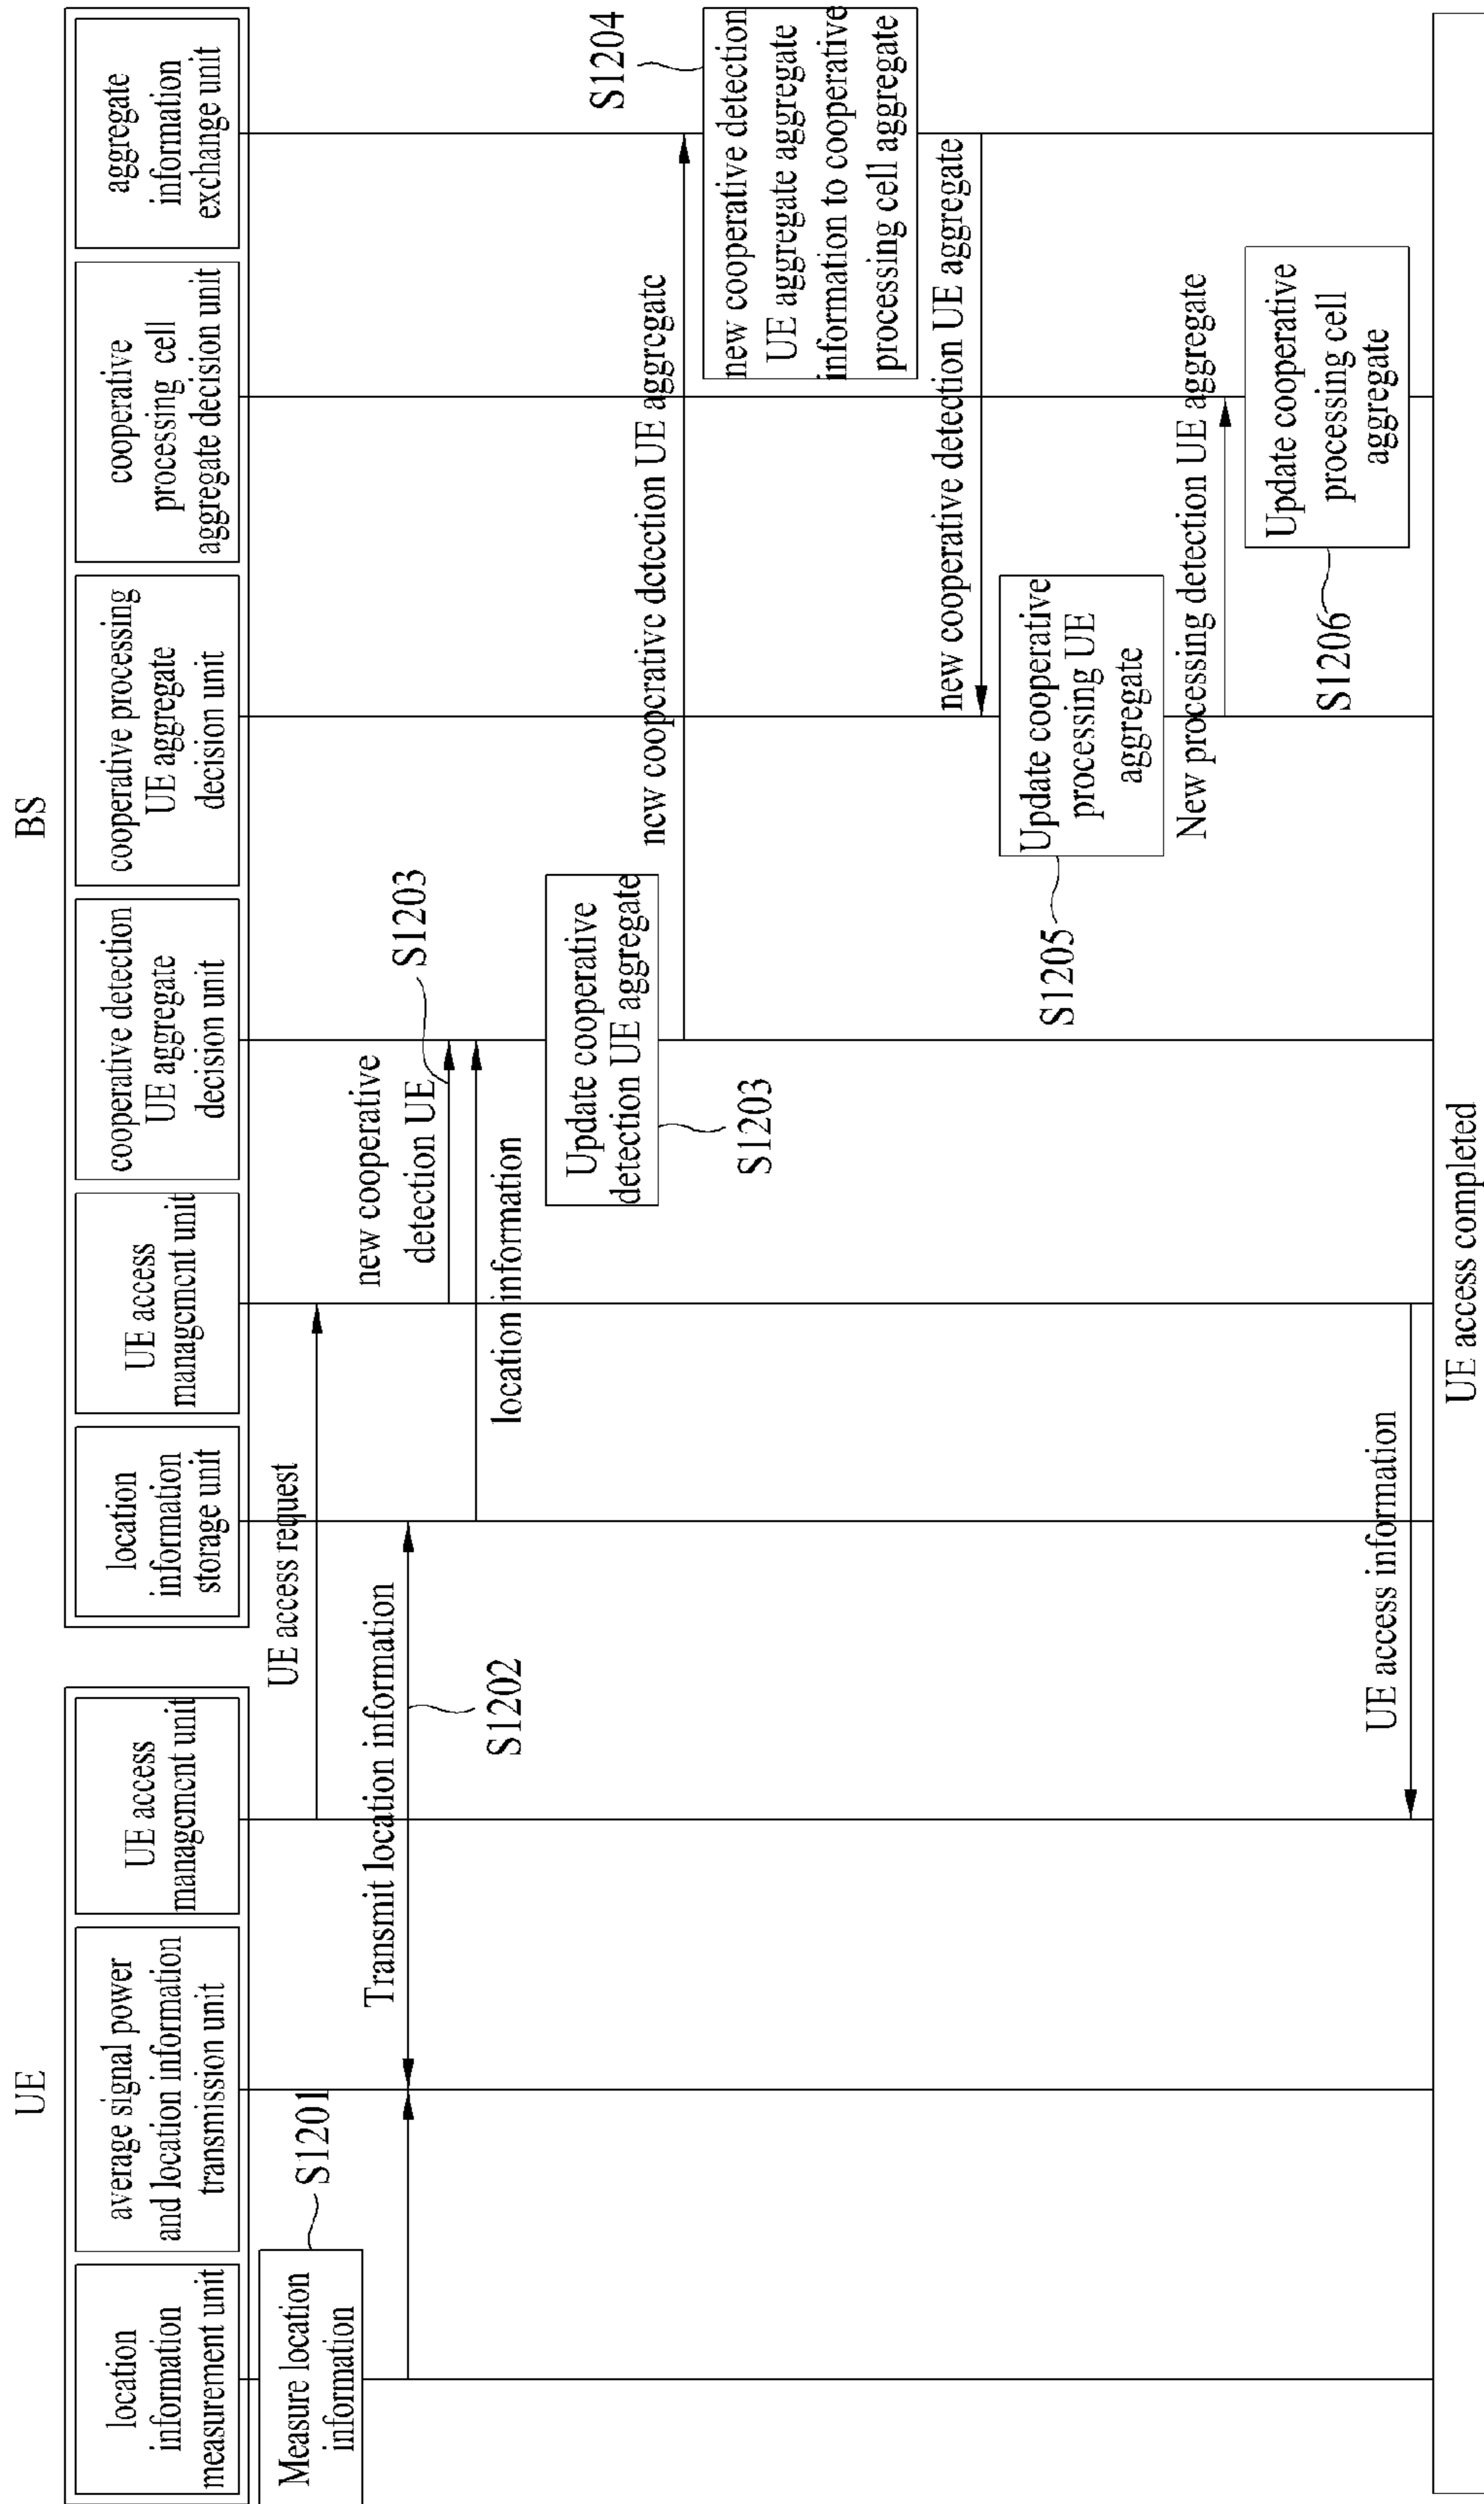 UE
BS
location
information
measurement unit
average signal power
and location information
transmission unit
UE access
management unit
location
information
storage unit
UE access
management unit
cooperative detection
UE aggregate
decision unit
cooperative processing
UE aggregate
decision unit
cooperative
processing cell
aggregate decision unit
aggregate
information
exchange unit
Measure location
information
S1201
UE access request
Transmit location information
S1202
new cooperative
detection UE
S1203
location information
Update cooperative
detection UE aggregate
S1203
new cooperative detection UE aggregate
S1204
new cooperative detection
UE aggregate aggregate
information to cooperative
processing cell aggregate
new cooperative detection UE aggregate
Update cooperative
processing UE
aggregate
S1205
New processing detection UE aggregate
Update cooperative
processing cell
aggregate
S1206
UE access information
UE access completed